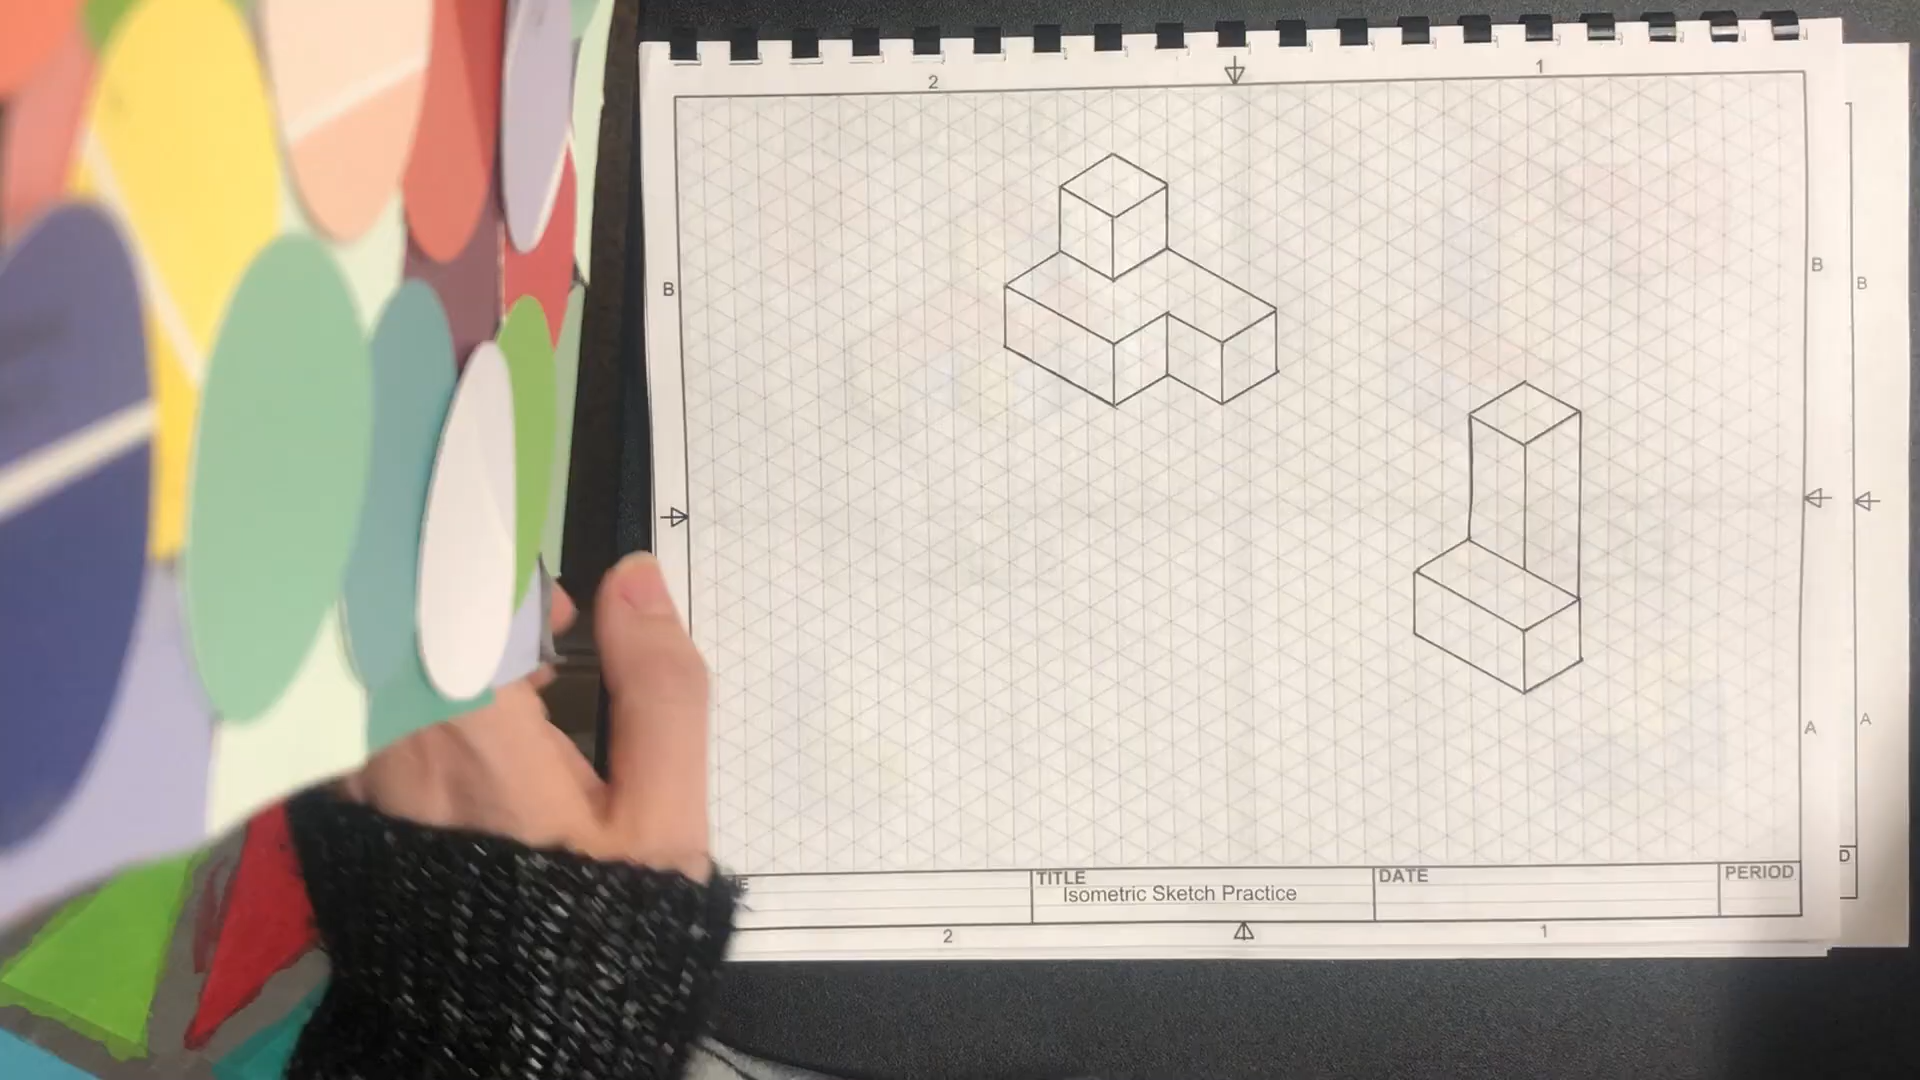 2
1
B
B
B
A
A
D
E
TITLE
Isometric Sketch Practice
DATE
PERIOD
2
1